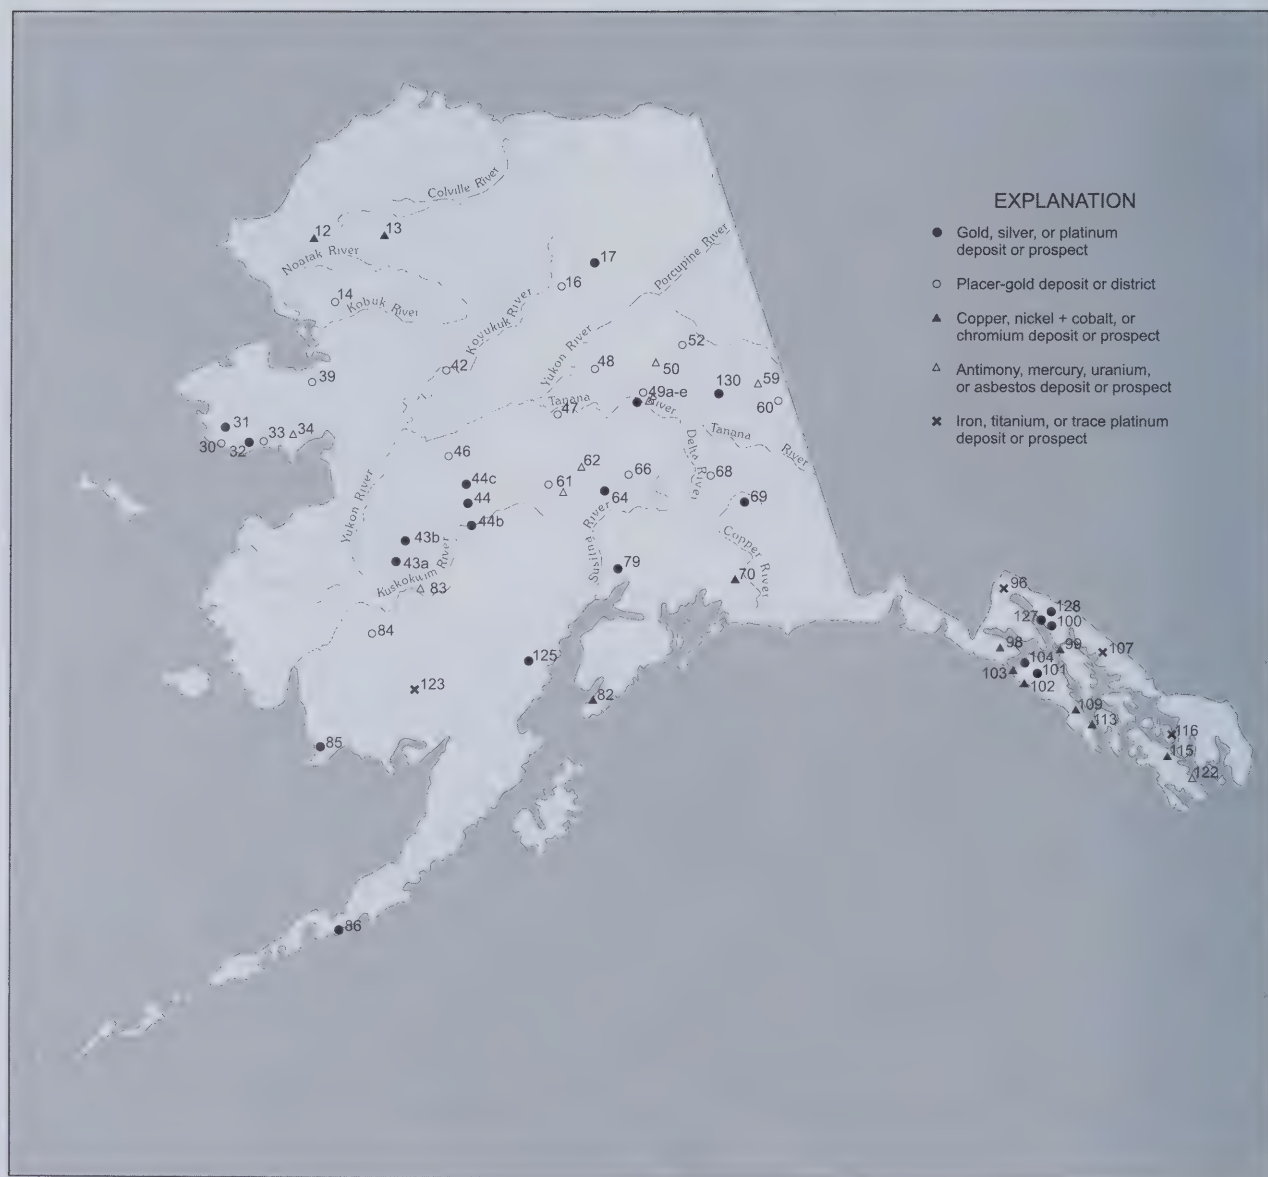 EXPLANATION
Gold, silver, or platinum
deposit or prospect
Placer-gold deposit or district
Copper, nickel + cobalt, or
chromium deposit or prospect
Antimony, mercury, uranium,
or asbestos deposit or prospect
Iron, titanium, or trace platinum
deposit or prospect
Colville River
12
13
Noatak River
14
Kobuk River
17
16
Porcupine River
Koyukuk River
Yukon River
52
42
48
50
39
130
59
49a-e
60
Tanana
River
47
31
30
32
33
34
Delta River
Tanana
River
46
62
66
68
44c
61
64
69
44
44b
Yukon River
Susitna
River
43b
43a
Copper
River
79
70
Kuskokwim River
83
84
96
128
127
100
98
99
107
104
103
101
102
125
123
82
109
113
116
115
122
85
86